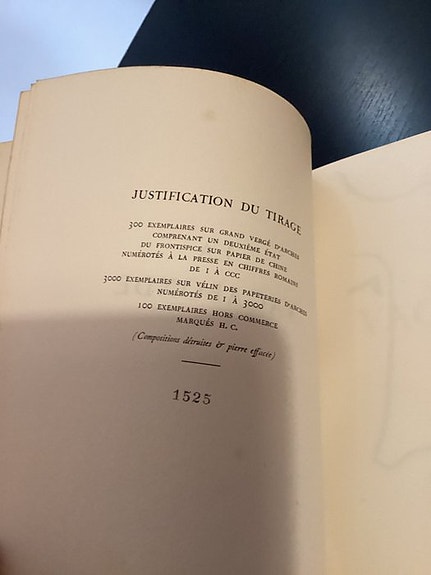 JUSTIFICATION DU TIRAGE
300 EXEMPLAIRES SUR GRAND VERGÉ D'ARCHES
COMPRENANT UN DEUXIÈME ÉTAT
DU FRONTISPICE SUR PAPIER DE CHINE
NUMÉROTÉS À LA PRESSE EN CHIFFRES ROMAINS
DE I À CCC
3000 EXEMPLAIRES SUR VÉLIN DES PAPETERIES D'ARCHES
NUMÉROTÉS DE 1 À 3000
100 EXEMPLAIRES HORS COMMERCE
MARQUÉS H. C.
(Compositions détruites & pierre effacée)
1525